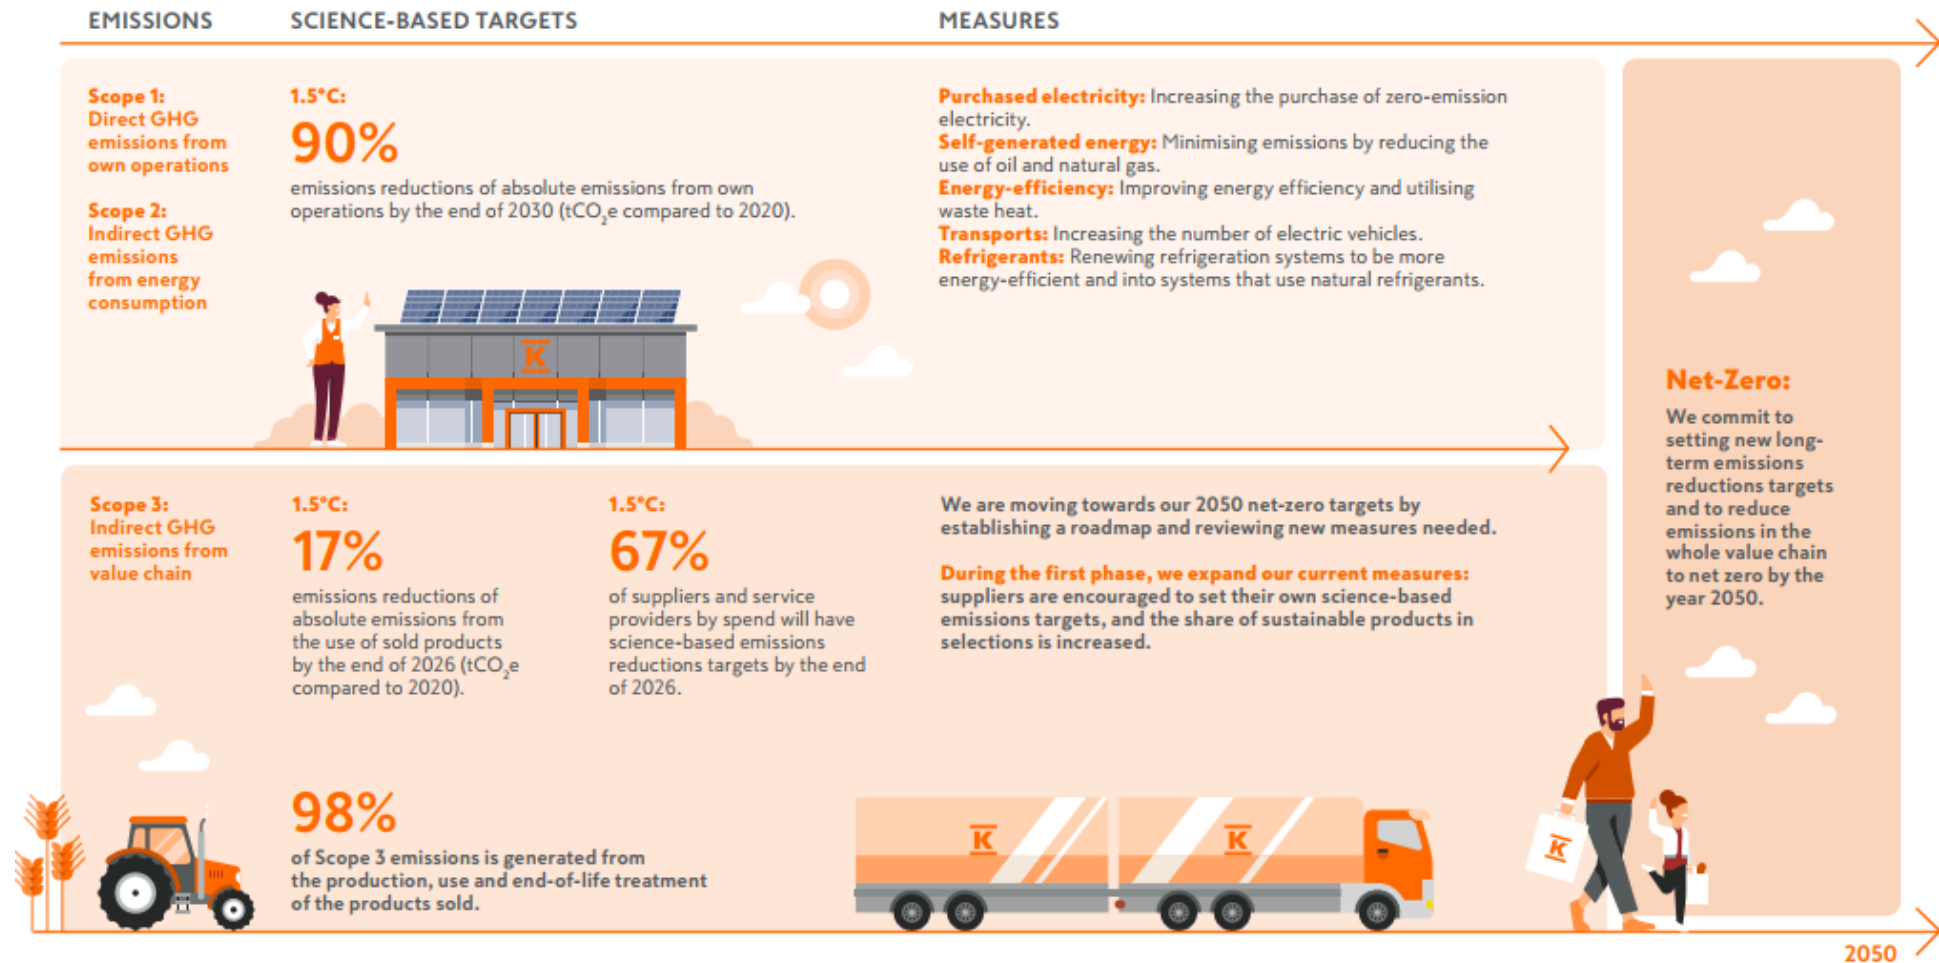 EMISSIONS
SCIENCE-BASED TARGETS
MEASURES
Scope 1:
Direct GHG
emissions from
own operations
Scope 2:
Indirect GHG
emissions
from energy
consumption
1.5°C:
90%
emissions reductions of absolute emissions from own
operations by the end of 2030 (tCO₂e compared to 2020).
K
Purchased electricity: Increasing the purchase of zero-emission
electricity.
Self-generated energy: Minimising emissions by reducing the
use of oil and natural gas.
Energy-efficiency: Improving energy efficiency and utilising
waste heat.
Transports: Increasing the number of electric vehicles.
Refrigerants: Renewing refrigeration systems to be more
energy-efficient and into systems that use natural refrigerants.
Scope 3:
Indirect GHG
emissions from
value chain
1.5°C:
17%
emissions reductions of
absolute emissions from
the use of sold products
by the end of 2026 (tCO₂e
compared to 2020).
1.5°C:
67%
of suppliers and service
providers by spend will have
science-based emissions
reductions targets by the end
of 2026.
We are moving towards our 2050 net-zero targets by
establishing a roadmap and reviewing new measures needed.
During the first phase, we expand our current measures:
suppliers are encouraged to set their own science-based
emissions targets, and the share of sustainable products in
selections is increased.
98%
of Scope 3 emissions is generated from
the production, use and end-of-life treatment
of the products sold.
K
K
K
Net-Zero:
We commit to
setting new long-
term emissions
reductions targets
and to reduce
emissions in the
whole value chain
to net zero by the
year 2050.
2050